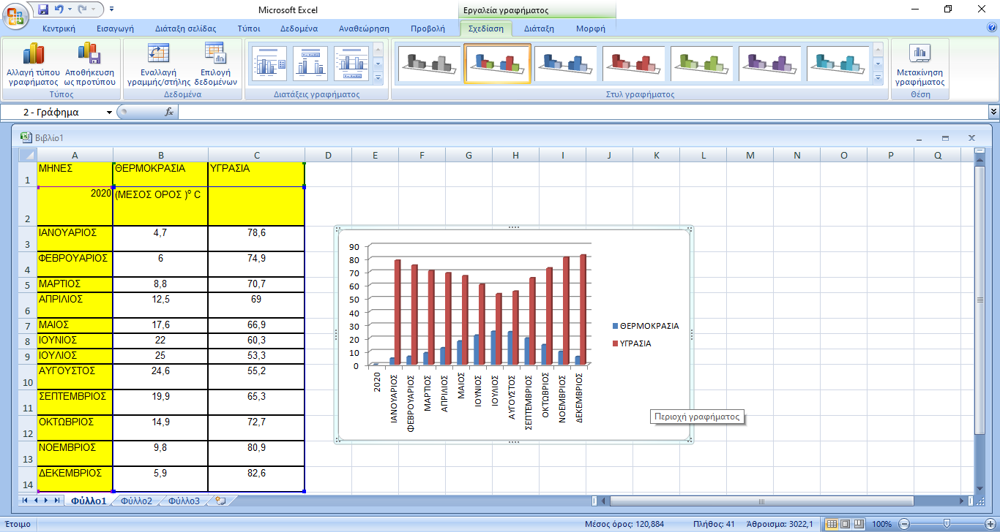 Microsoft Excel
Εργαλεία γραφήματος
Κεντρική Εισαγωγή Διάταξη σελίδας Τύποι Δεδομένα Αναθεώρηση Προβολή Σχεδίαση Διάταξη Μορφή
Αλλαγή τύπου γραφήματος
Αποθήκευση ως προτύπου
Εναλλαγή γραμμής/στήλης
Επιλογή δεδομένων
Μετακίνηση γραφήματος
Τύπος Δεδομένα Διατάξεις γραφήματος Στυλ γραφήματος Θέση
2 - Γράφημα fx
Βιβλίο1
A B C D E F G H I J K L M N O P Q
1 ΜΗΝΕΣ ΘΕΡΜΟΚΡΑΣΙΑ ΥΓΡΑΣΙΑ
2 2020 (ΜΕΣΟΣ ΟΡΟΣ )ο C
3 ΙΑΝΟΥΑΡΙΟΣ 4,7 78,6
4 ΦΕΒΡΟΥΑΡΙΟΣ 6 74,9
5 ΜΑΡΤΙΟΣ 8,8 70,7
6 ΑΠΡΙΛΙΟΣ 12,5 69
7 ΜΑΙΟΣ 17,6 66,9
8 ΙΟΥΝΙΟΣ 22 60,3
9 ΙΟΥΛΙΟΣ 25 53,3
10 ΑΥΓΟΥΣΤΟΣ 24,6 55,2
11 ΣΕΠΤΕΜΒΡΙΟΣ 19,9 65,3
12 ΟΚΤΩΒΡΙΟΣ 14,9 72,7
13 ΝΟΕΜΒΡΙΟΣ 9,8 80,9
14 ΔΕΚΕΜΒΡΙΟΣ 5,9 82,6
90
80
70
60
50
40
30
20
10
0
2020
ΙΑΝΟΥΑΡΙΟΣ
ΦΕΒΡΟΥΑΡΙΟΣ
ΜΑΡΤΙΟΣ
ΑΠΡΙΛΙΟΣ
ΜΑΙΟΣ
ΙΟΥΝΙΟΣ
ΙΟΥΛΙΟΣ
ΑΥΓΟΥΣΤΟΣ
ΣΕΠΤΕΜΒΡΙΟΣ
ΟΚΤΩΒΡΙΟΣ
ΝΟΕΜΒΡΙΟΣ
ΔΕΚΕΜΒΡΙΟΣ
ΘΕΡΜΟΚΡΑΣΙΑ
ΥΓΡΑΣΙΑ
Περιοχή γραφήματος
Φύλλο1 Φύλλο2 Φύλλο3
Έτοιμο Μέσος όρος: 120,884 Πλήθος: 41 Άθροισμα: 3022,1 100%